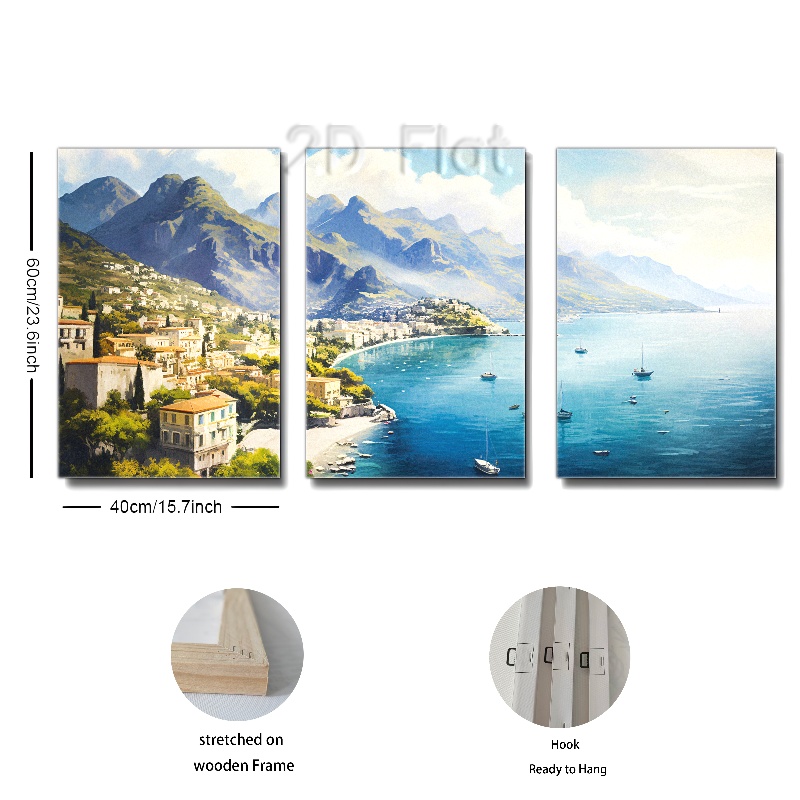 2D Flat
60cm/23.6inch
40cm/15.7inch
stretched on
wooden Frame
Hook
Ready to Hang